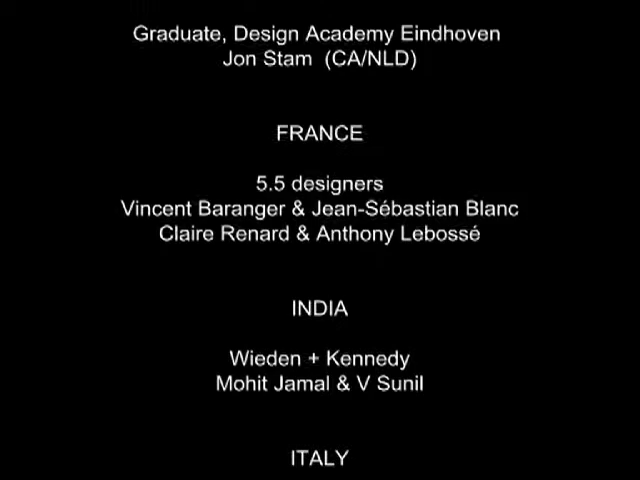 Graduate, Design Academy Eindhoven
Jon Stam (CA/NLD)
FRANCE
5.5 designers
Vincent Baranger & Jean-Sébastian Blanc
Claire Renard & Anthony Lebossé
INDIA
Wieden + Kennedy
Mohit Jamal & V Sunil
ITALY